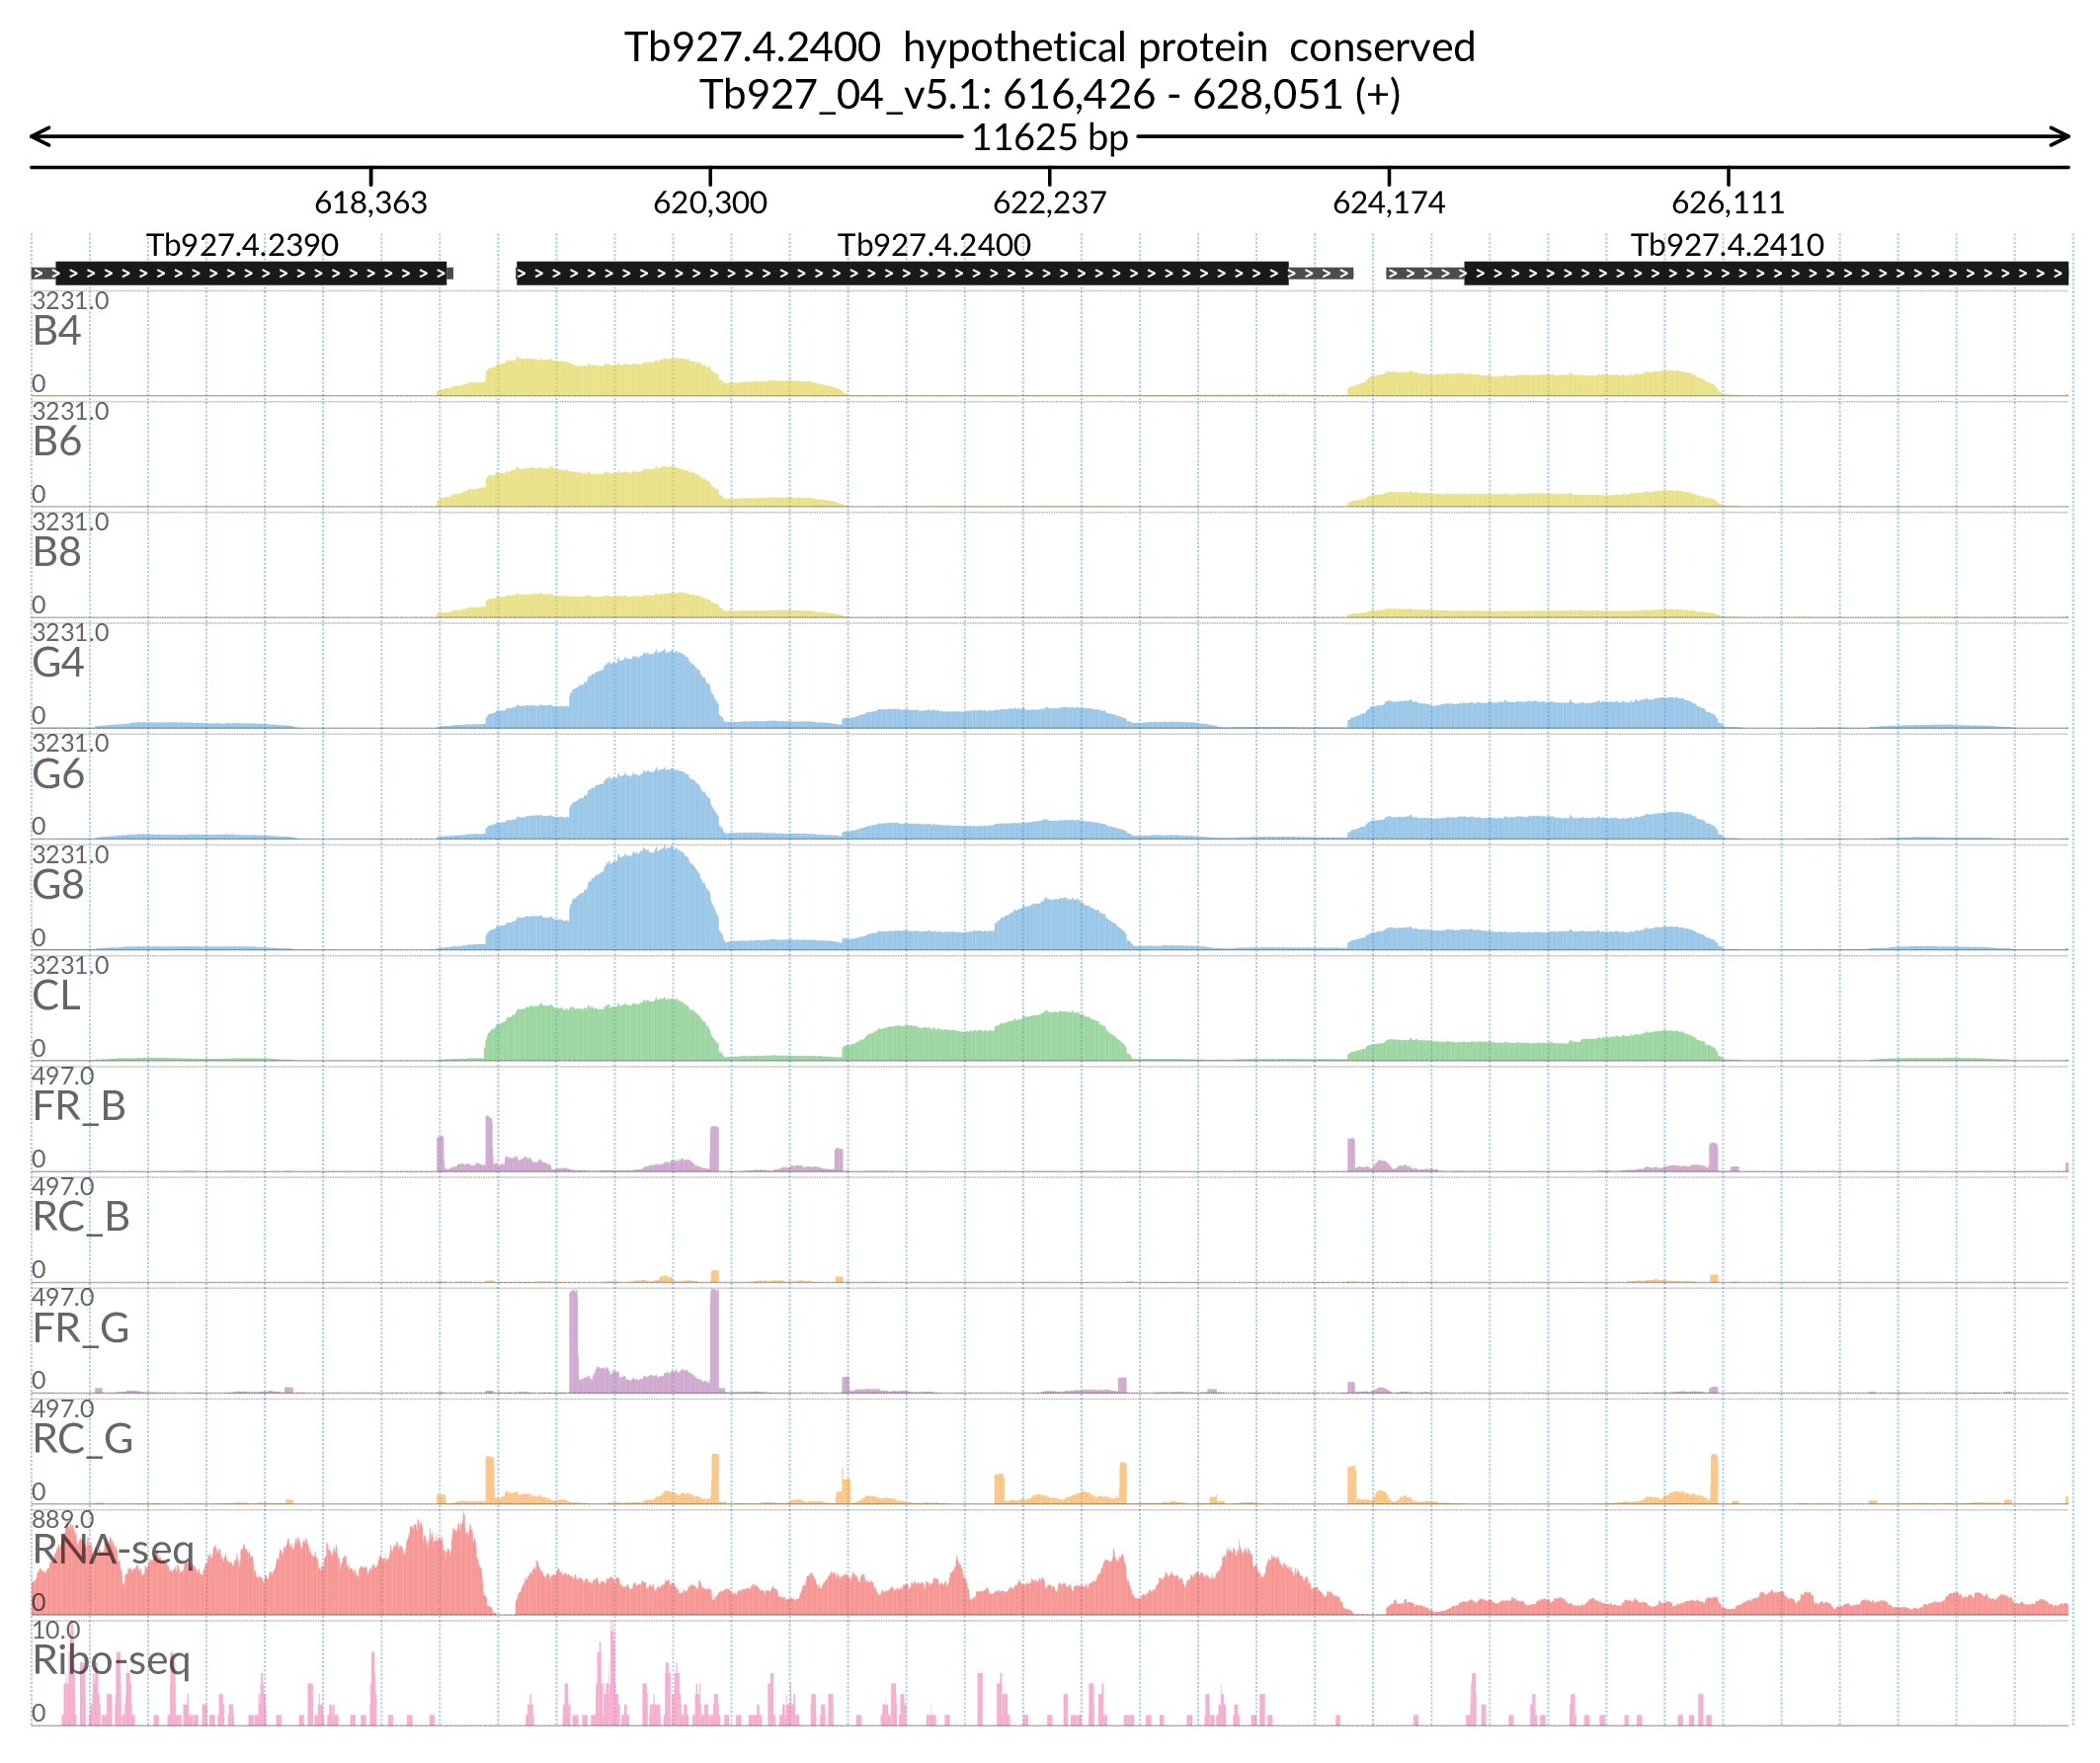 Tb927.4.2400  hypothetical protein  conserved
Tb927_04_v5.1: 616,426 - 628,051 (+)
11625 bp
618,363 620,300 622,237 624,174 626,111
Tb927.4.2390 Tb927.4.2400 Tb927.4.2410
3231.0
B4
0
3231.0
B6
0
3231.0
B8
0
3231.0
G4
0
3231.0
G6
0
3231.0
G8
0
3231.0
CL
0
497.0
FR_B
0
497.0
RC_B
0
497.0
FR_G
0
497.0
RC_G
0
889.0
RNA-seq
0
10.0
Ribo-seq
0